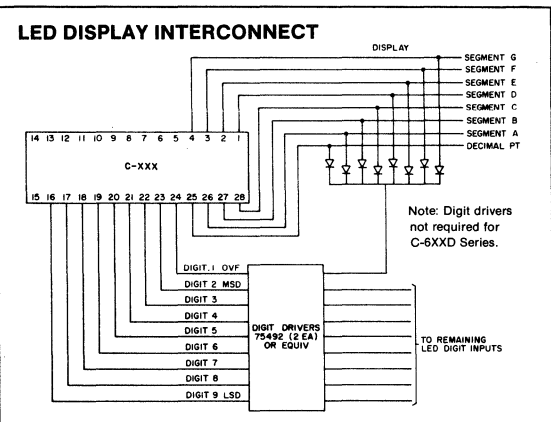 LED DISPLAY INTERCONNECT
DISPLAY
SEGMENT G
SEGMENT F
SEGMENT E
SEGMENT D
SEGMENT C
SEGMENT B
SEGMENT A
DECIMAL PT
14 13 12 11 10 9 8 7 6 5 4 3 2 1
C-XXX
15 16 17 18 19 20 21 22 23 24 25 26 27 28
Note: Digit drivers
not required for
C-6XXD Series.
DIGIT. 1 OVF
DIGIT 2 MSD
DIGIT 3
DIGIT 4
DIGIT 5
DIGIT 6
DIGIT 7
DIGIT 8
DIGIT 9 LSD
DIGIT DRIVERS
75492 (2 EA)
OR EQUIV
TO REMAINING
LED DIGIT INPUTS